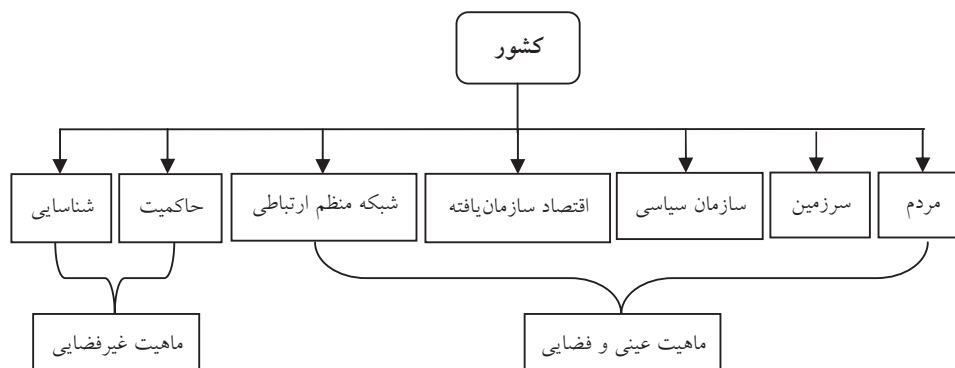 کشور
مردم
سرزمین
سازمان سیاسی
اقتصاد سازمان‌یافته
شبکه منظم ارتباطی
حاکمیت
شناسایی
ماهیت عینی و فضایی
ماهیت غیرفضایی